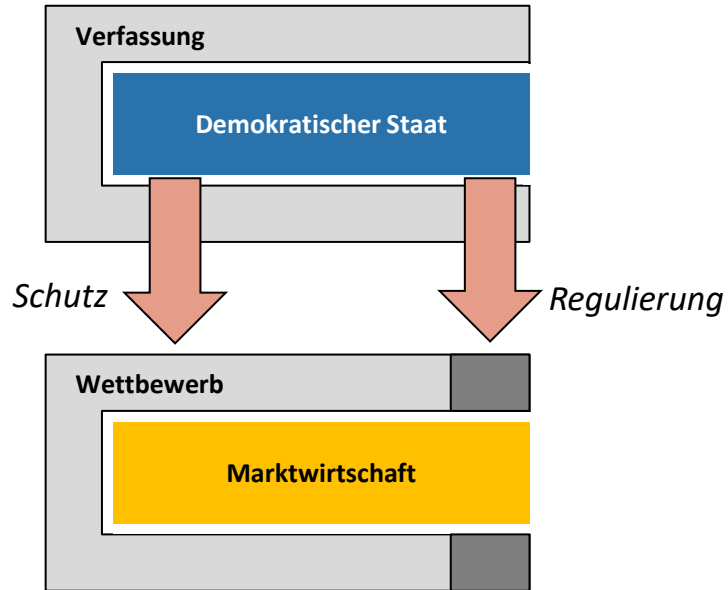 Verfassung
Demokratischer Staat
Schutz
Regulierung
Wettbewerb
Marktwirtschaft